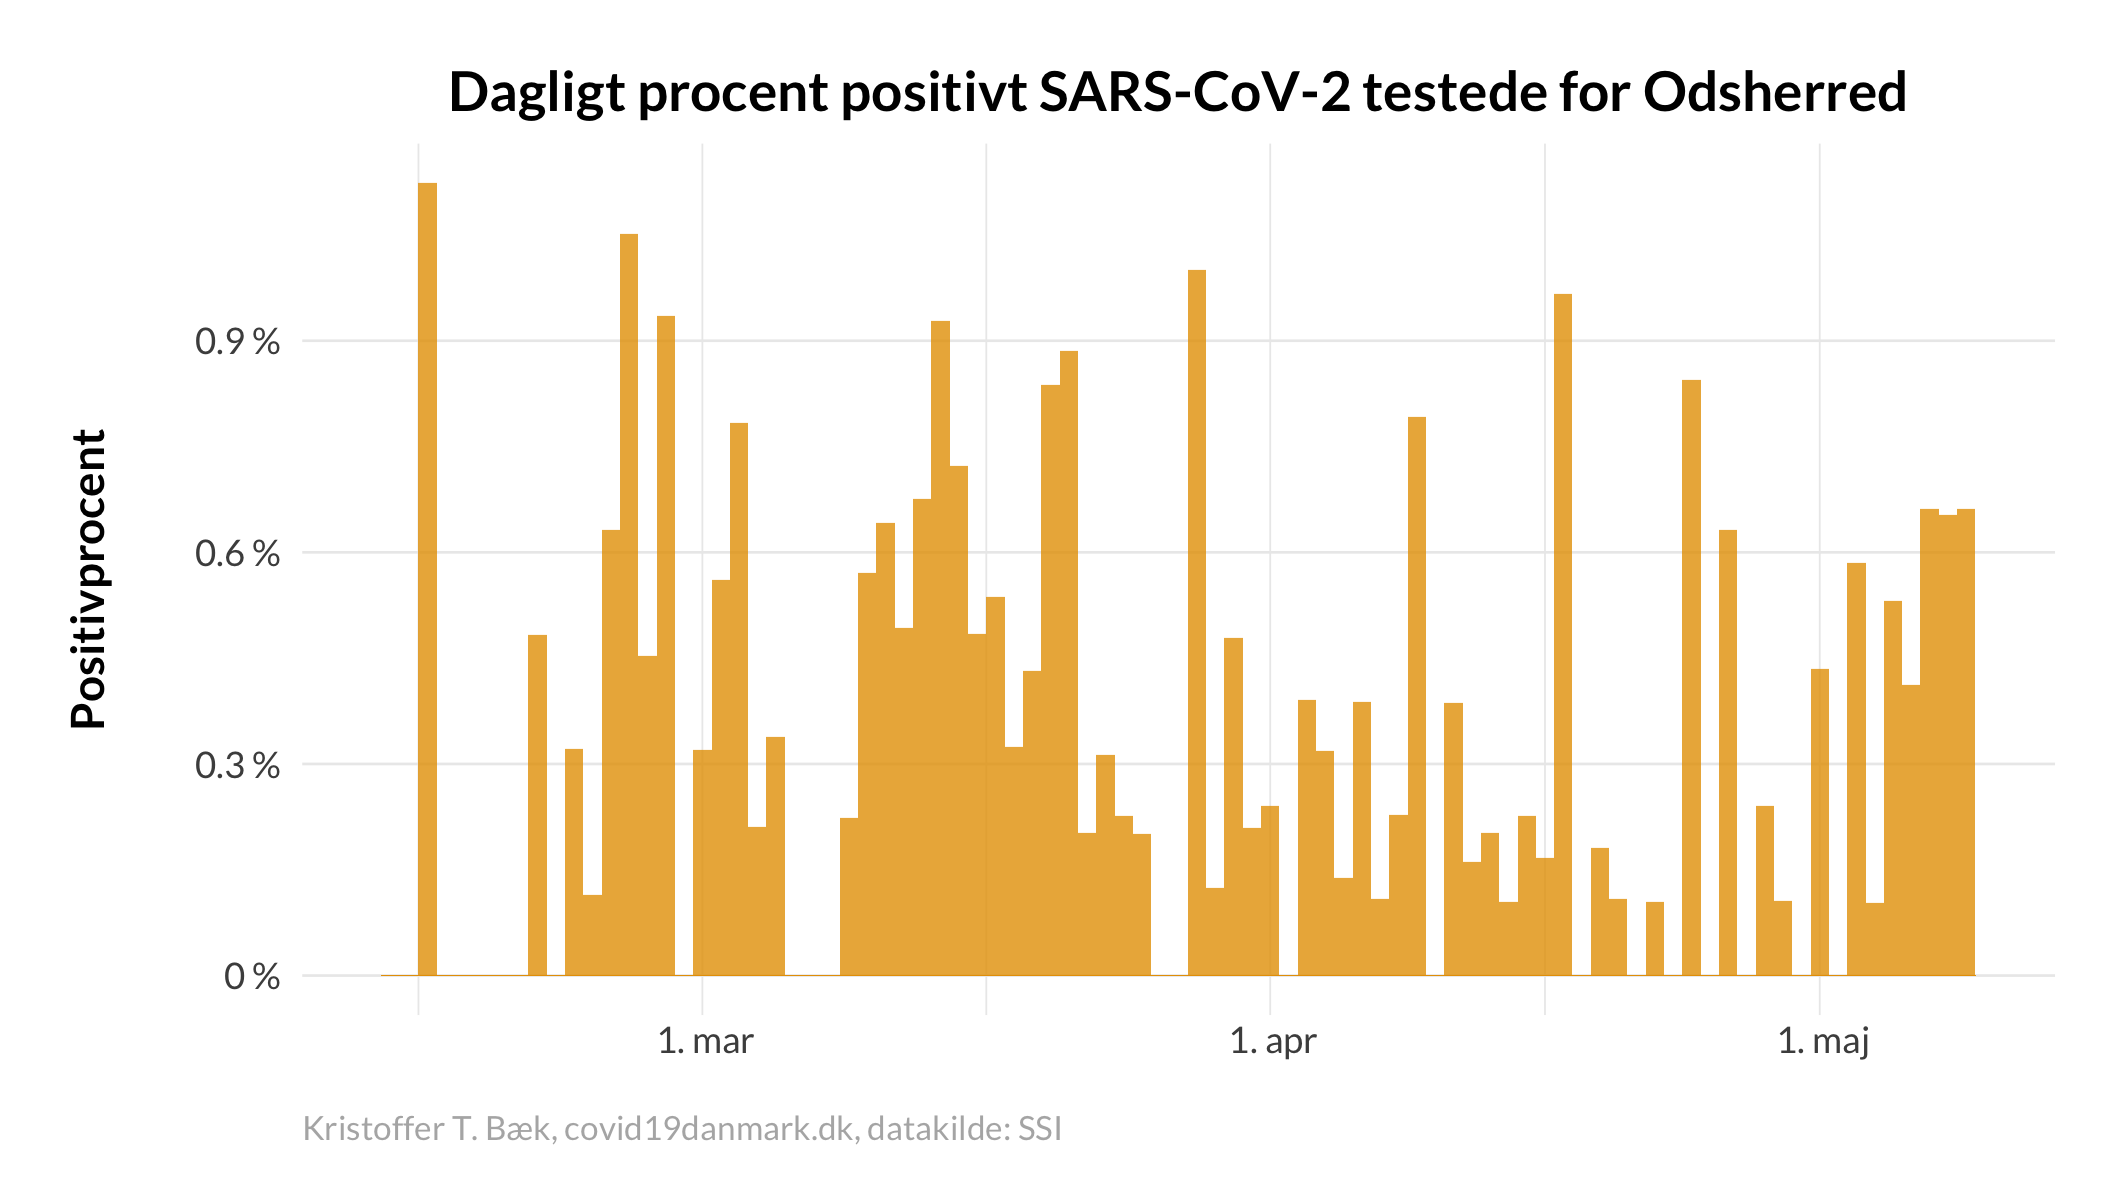 Dagligt procent positivt SARS-CoV-2 testede for Odsherred
Positivprocent
0.9 %
0.6 %
0.3 %
0 %
1. mar
1. apr
1. maj
Kristoffer T. Bæk, covid19danmark.dk, datakilde: SSI